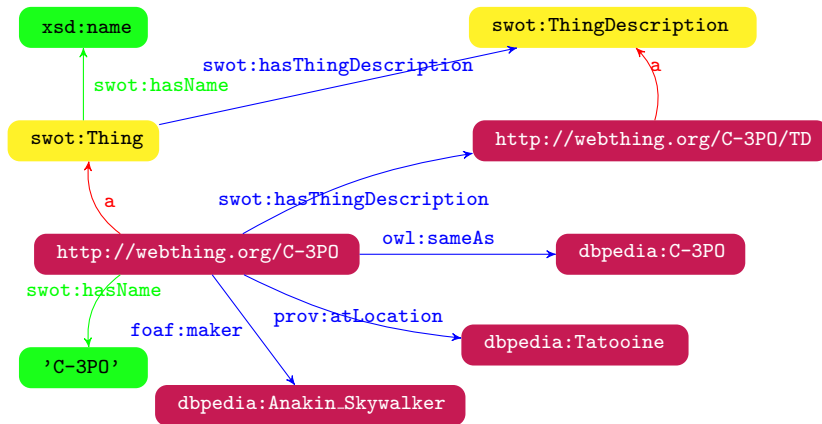 xsd:name
swot:ThingDescription
swot:hasThingDescription
a
swot:hasName
swot:Thing
http://webthing.org/C-3PO/TD
a
swot:hasThingDescription
owl:sameAs
http://webthing.org/C-3PO
dbpedia:C-3PO
swot:hasName
prov:atLocation
foaf:maker
dbpedia:Tatooine
'C-3PO'
dbpedia:Anakin_Skywalker